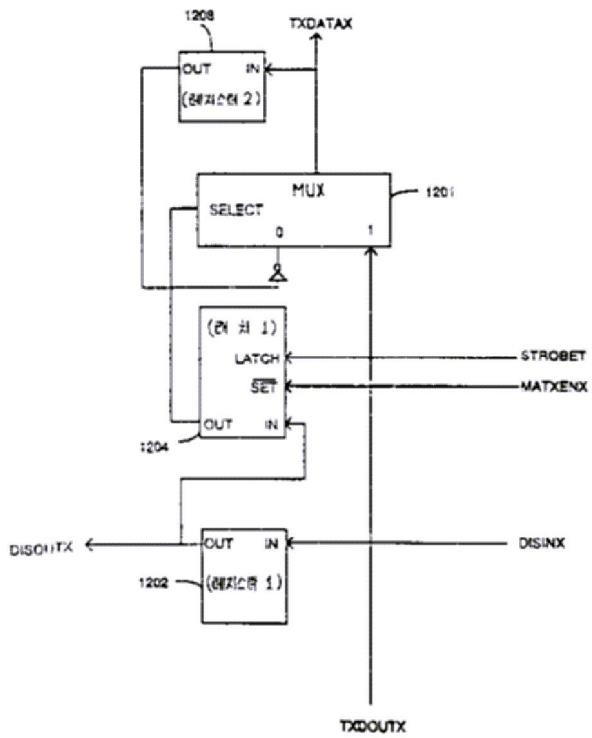 1203
TXDATAX
OUT IN
(레지스터 2)
MUX
1201
SELECT
0 1
(래 치 1)
LATCH
STROBET
SET
MATXENX
OUT IN
1204
DISOUTX
OUT IN
DISINX
1202
(레지스터 1)
TXDOUTX